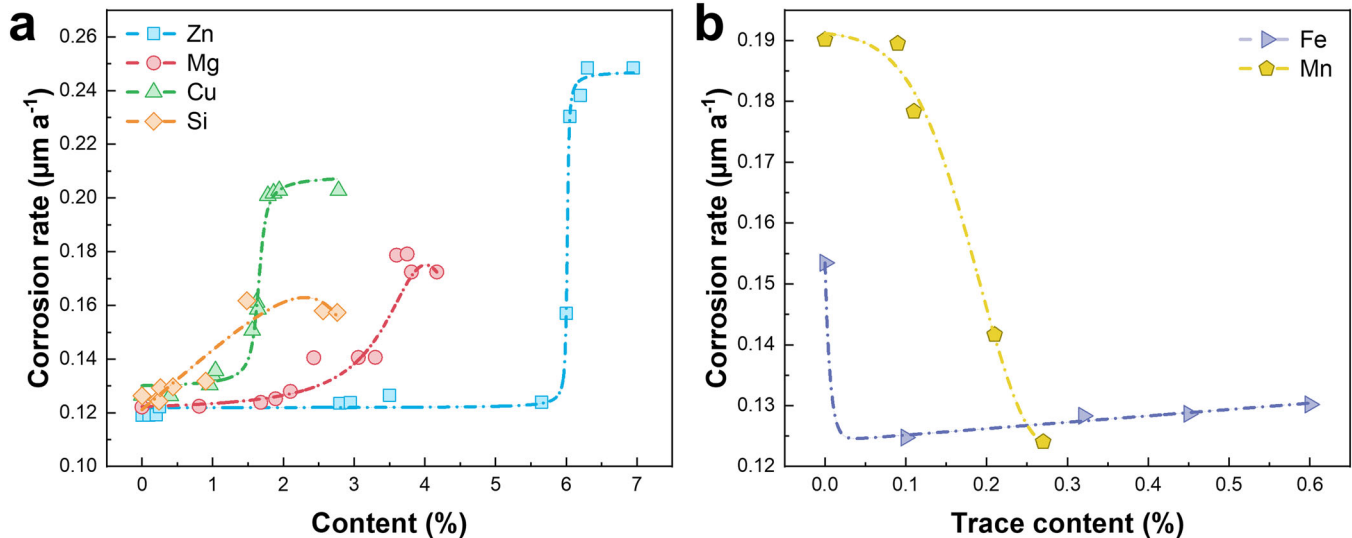 a
Zn
Mg
Cu
Si
0.26
0.24
0.22
0.20
0.18
0.16
0.14
0.12
0.10
Corrosion rate (μm a⁻¹)
0 1 2 3 4 5 6 7
Content (%)
b
Fe
Mn
0.19
0.18
0.17
0.16
0.15
0.14
0.13
0.12
Corrosion rate (μm a⁻¹)
0.0 0.1 0.2 0.3 0.4 0.5 0.6
Trace content (%)